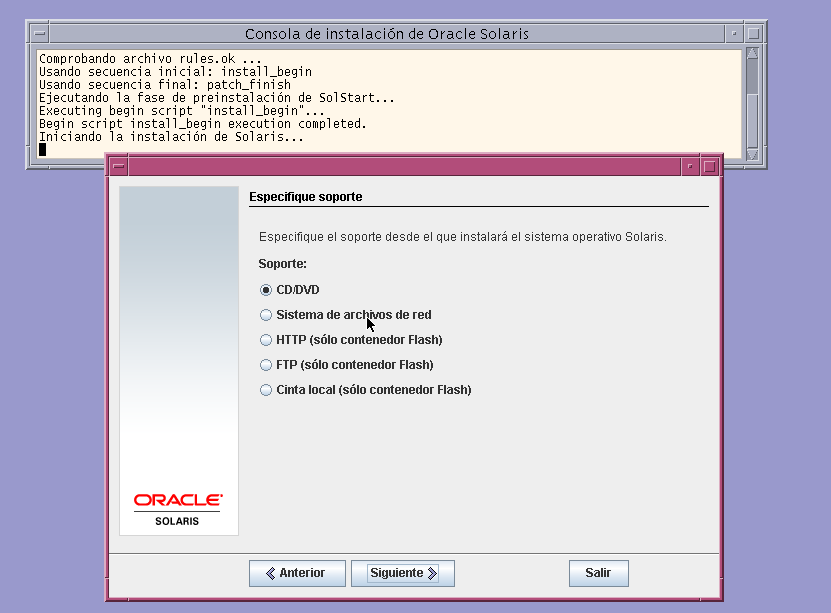 Consola de instalación de Oracle Solaris
Comprobando archivo rules.ok ...
Usando secuencia inicial: install_begin
Usando secuencia final: patch_finish
Ejecutando la fase de preinstalación de SolStart...
Executing begin script "install_begin"...
Begin script install_begin execution completed.
Iniciando la instalación de Solaris...
Especifique soporte
Especifique el soporte desde el que instalará el sistema operativo Solaris.
Soporte:
CD/DVD
Sistema de archivos de red
HTTP (sólo contenedor Flash)
FTP (sólo contenedor Flash)
Cinta local (sólo contenedor Flash)
ORACLE
SOLARIS
Anterior
Siguiente
Salir